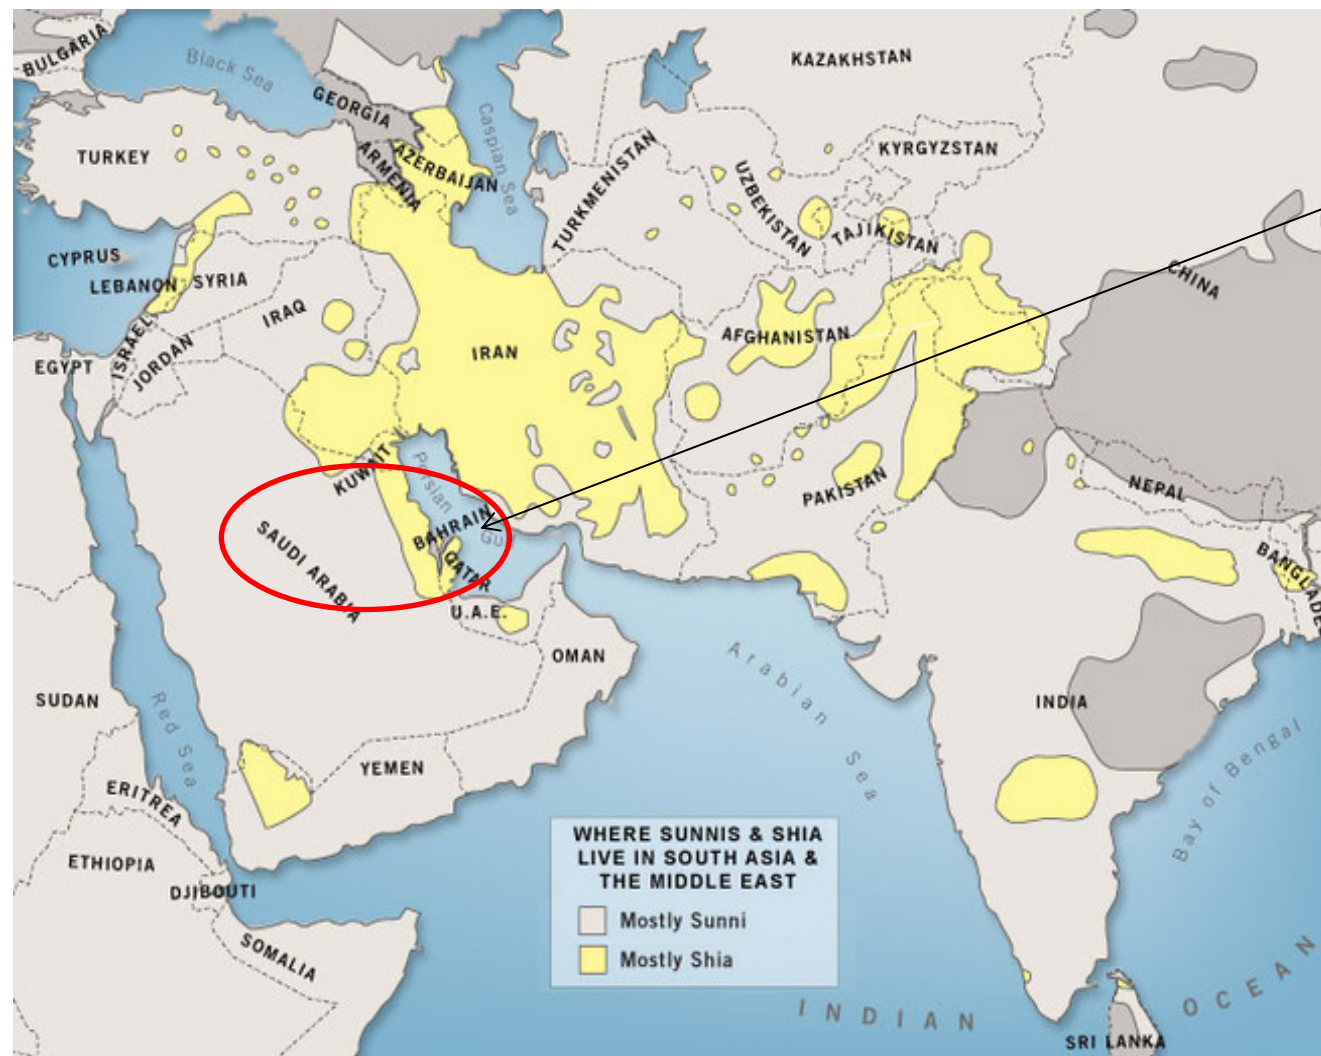 BULGARIA
Black Sea
GEORGIA
KAZAKHSTAN
TURKEY
ARMENIA
AZERBAIJAN
Caspian Sea
TURKMENISTAN
UZBEKISTAN
KYRGYZSTAN
TAJIKISTAN
CHINA
CYPRUS
LEBANON
SYRIA
IRAQ
IRAN
AFGHANISTAN
EGYPT
ISRAEL
JORDAN
KUWAIT
Persian
Gu
BAHRAIN
QATAR
SAUDI ARABIA
U.A.E.
OMAN
PAKISTAN
NEPAL
BANGLADE
INDIA
SUDAN
Red Sea
YEMEN
ERITREA
ETHIOPIA
DJIBOUTI
SOMALIA
Arabian Sea
Bay of Bengal
WHERE SUNNIS & SHIA
LIVE IN SOUTH ASIA &
THE MIDDLE EAST
Mostly Sunni
Mostly Shia
INDIAN OCEAN
SRI LANKA